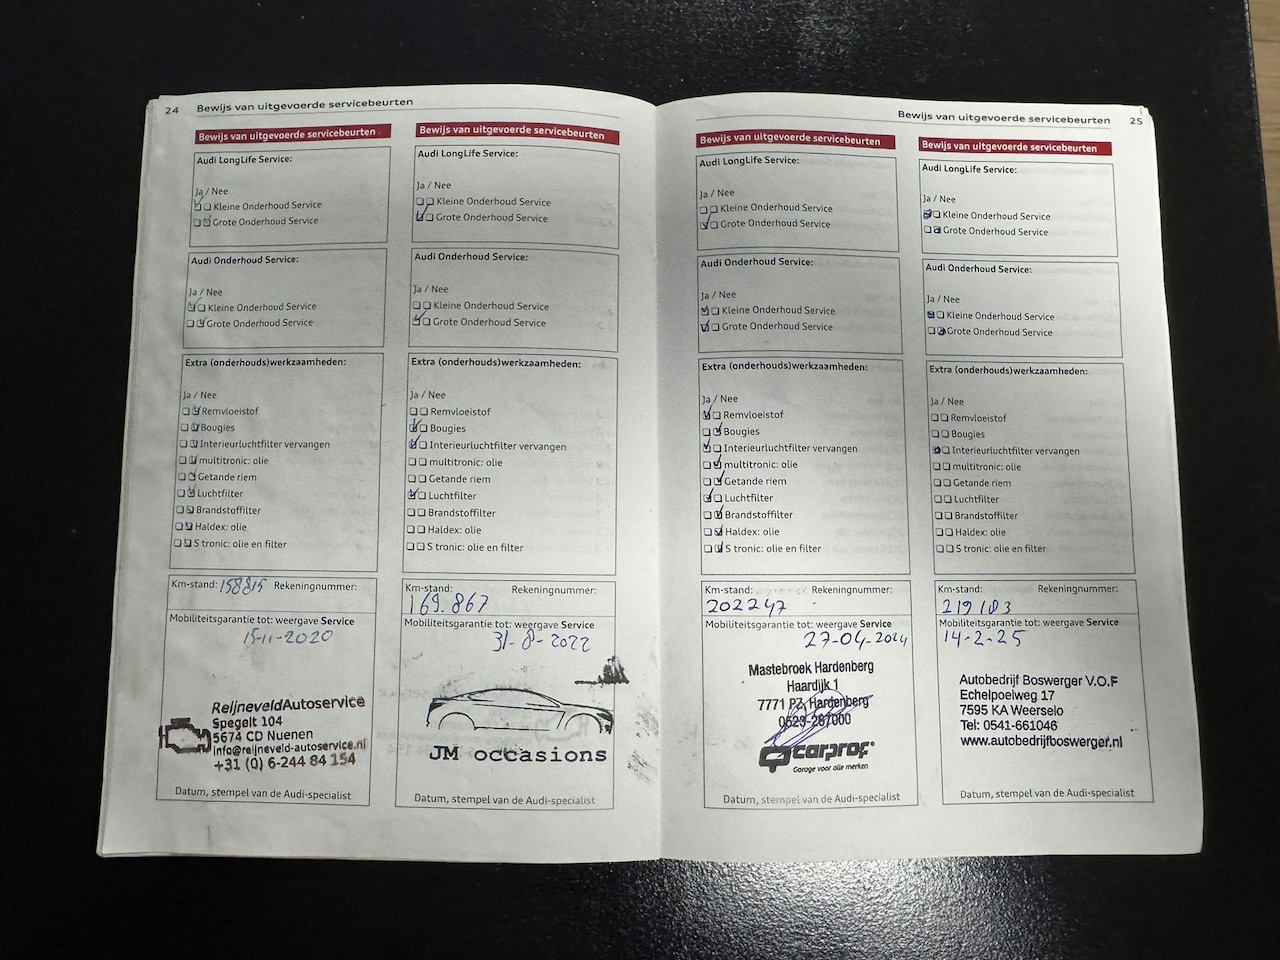 24 Bewijs van uitgevoerde servicebeurten
Bewijs van uitgevoerde servicebeurten
Audi LongLife Service:
Ja / Nee
Kleine Onderhoud Service
Grote Onderhoud Service
Audi Onderhoud Service:
Ja / Nee
Kleine Onderhoud Service
Grote Onderhoud Service
Extra (onderhouds)werkzaamheden:
Ja / Nee
Remvloeistof
Bougies
Interieurluchtfilter vervangen
multitronic: olie
Getande riem
Luchtfilter
Brandstoffilter
Haldex: olie
S tronic: olie en filter
Km-stand: 158815 Rekeningnummer:
Mobiliteitsgarantie tot: weergave Service
15-11-2020
ReijneveldAutoservice
Spegelt 104
5674 CD Nuenen
info@reijneveld-autoservice.nl
+31 (0) 6-244 84 154
Datum, stempel van de Audi-specialist
Bewijs van uitgevoerde servicebeurten
Audi LongLife Service:
Ja / Nee
Kleine Onderhoud Service
Grote Onderhoud Service
Audi Onderhoud Service:
Ja / Nee
Kleine Onderhoud Service
Grote Onderhoud Service
Extra (onderhouds)werkzaamheden:
Ja / Nee
Remvloeistof
Bougies
Interieurluchtfilter vervangen
multitronic: olie
Getande riem
Luchtfilter
Brandstoffilter
Haldex: olie
S tronic: olie en filter
Km-stand: Rekeningnummer:
169.867
Mobiliteitsgarantie tot: weergave Service
31-8-2022
JM occasions
Datum, stempel van de Audi-specialist
Bewijs van uitgevoerde servicebeurten 25
Bewijs van uitgevoerde servicebeurten
Audi LongLife Service:
Ja / Nee
Kleine Onderhoud Service
Grote Onderhoud Service
Audi Onderhoud Service:
Ja / Nee
Kleine Onderhoud Service
Grote Onderhoud Service
Extra (onderhouds)werkzaamheden:
Ja / Nee
Remvloeistof
Bougies
Interieurluchtfilter vervangen
multitronic: olie
Getande riem
Luchtfilter
Brandstoffilter
Haldex: olie
S tronic: olie en filter
Km-stand: Rekeningnummer:
202247
Mobiliteitsgarantie tot: weergave Service
27-04-2024
Mastebroek Hardenberg
Haardijk 1
7771 PZ Hardenberg
0523-267000
carprof
Garage voor alle merken
Datum, stempel van de Audi-specialist
Bewijs van uitgevoerde servicebeurten
Audi LongLife Service:
Ja / Nee
Kleine Onderhoud Service
Grote Onderhoud Service
Audi Onderhoud Service:
Ja / Nee
Kleine Onderhoud Service
Grote Onderhoud Service
Extra (onderhouds)werkzaamheden:
Ja / Nee
Remvloeistof
Bougies
Interieurluchtfilter vervangen
multitronic: olie
Getande riem
Luchtfilter
Brandstoffilter
Haldex: olie
S tronic: olie en filter
Km-stand: Rekeningnummer:
219183
Mobiliteitsgarantie tot: weergave Service
14-2-25
Autobedrijf Boswerger V.O.F
Echelpoelweg 17
7595 KA Weerselo
Tel: 0541-661046
www.autobedrijfboswerger.nl
Datum, stempel van de Audi-specialist